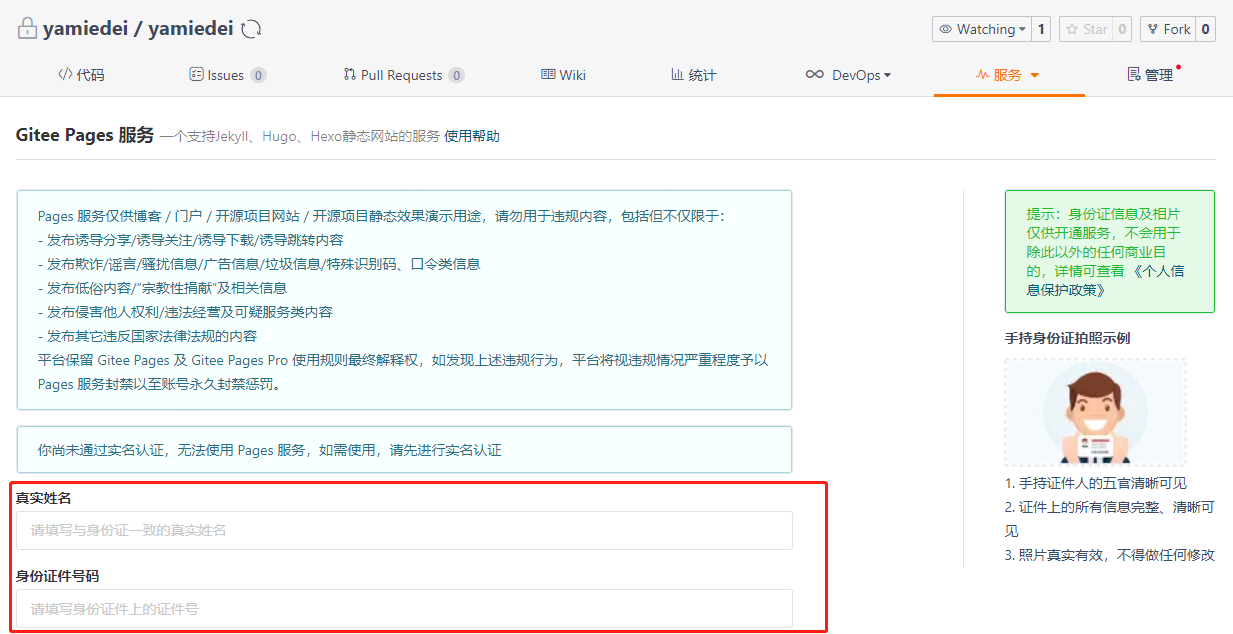 yamiedei / yamiedei
Watching 1 Star 0 Fork 0
代码 Issues 0 Pull Requests 0 Wiki 统计 DevOps 服务 管理
Gitee Pages 服务 一个支持Jekyll、Hugo、Hexo静态网站的服务 使用帮助
Pages 服务仅供博客 / 门户 / 开源项目网站 / 开源项目静态效果演示用途，请勿用于违规内容，包括但不仅限于：
- 发布诱导分享/诱导关注/诱导下载/诱导跳转内容
- 发布欺诈/谣言/骚扰信息/广告信息/垃圾信息/特殊识别码、口令类信息
- 发布低俗内容/“宗教性捐献”及相关信息
- 发布侵害他人权利/违法经营及可疑服务类内容
- 发布其它违反国家法律法规的内容
平台保留 Gitee Pages 及 Gitee Pages Pro 使用规则最终解释权，如发现上述违规行为，平台将视违规情况严重程度予以
Pages 服务封禁以至账号永久封禁惩罚。
你尚未通过实名认证，无法使用 Pages 服务，如需使用，请先进行实名认证
真实姓名
请填写与身份证一致的真实姓名
身份证件号码
请填写身份证件上的证件号
提示：身份证信息及相片
仅供开通服务，不会用于
除此以外的任何商业目
的，详情可查看 《个人信
息保护政策》
手持身份证拍照示例
1. 手持证件人的五官清晰可见
2. 证件上的所有信息完整、清晰可
见
3. 照片真实有效，不得做任何修改